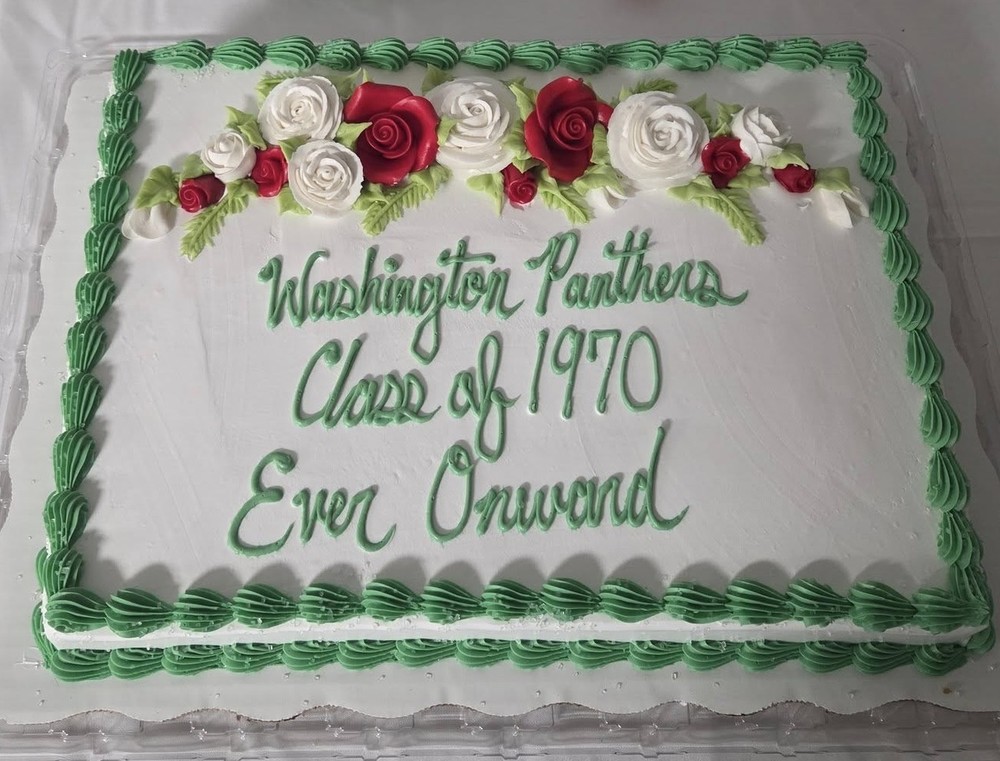 Washington Panthers
Class of 1970
Ever Onward